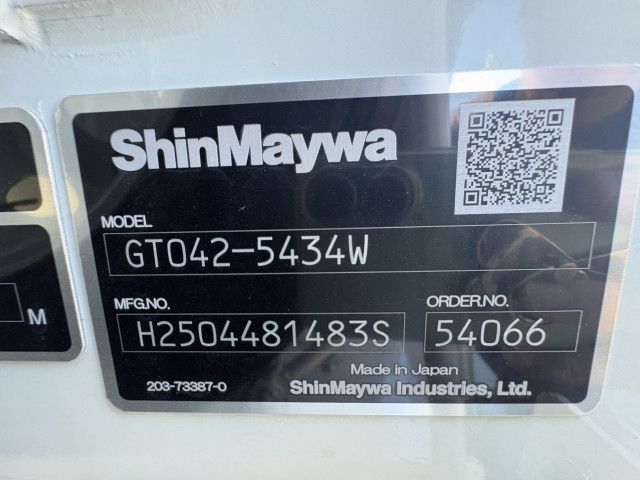 ShinMaywa
MODEL
GT042-5434W
MFG.NO.
ORDER.NO.
H2504481483S
54066
M
Made in Japan
203-73387-0
ShinMaywa Industries, Ltd.